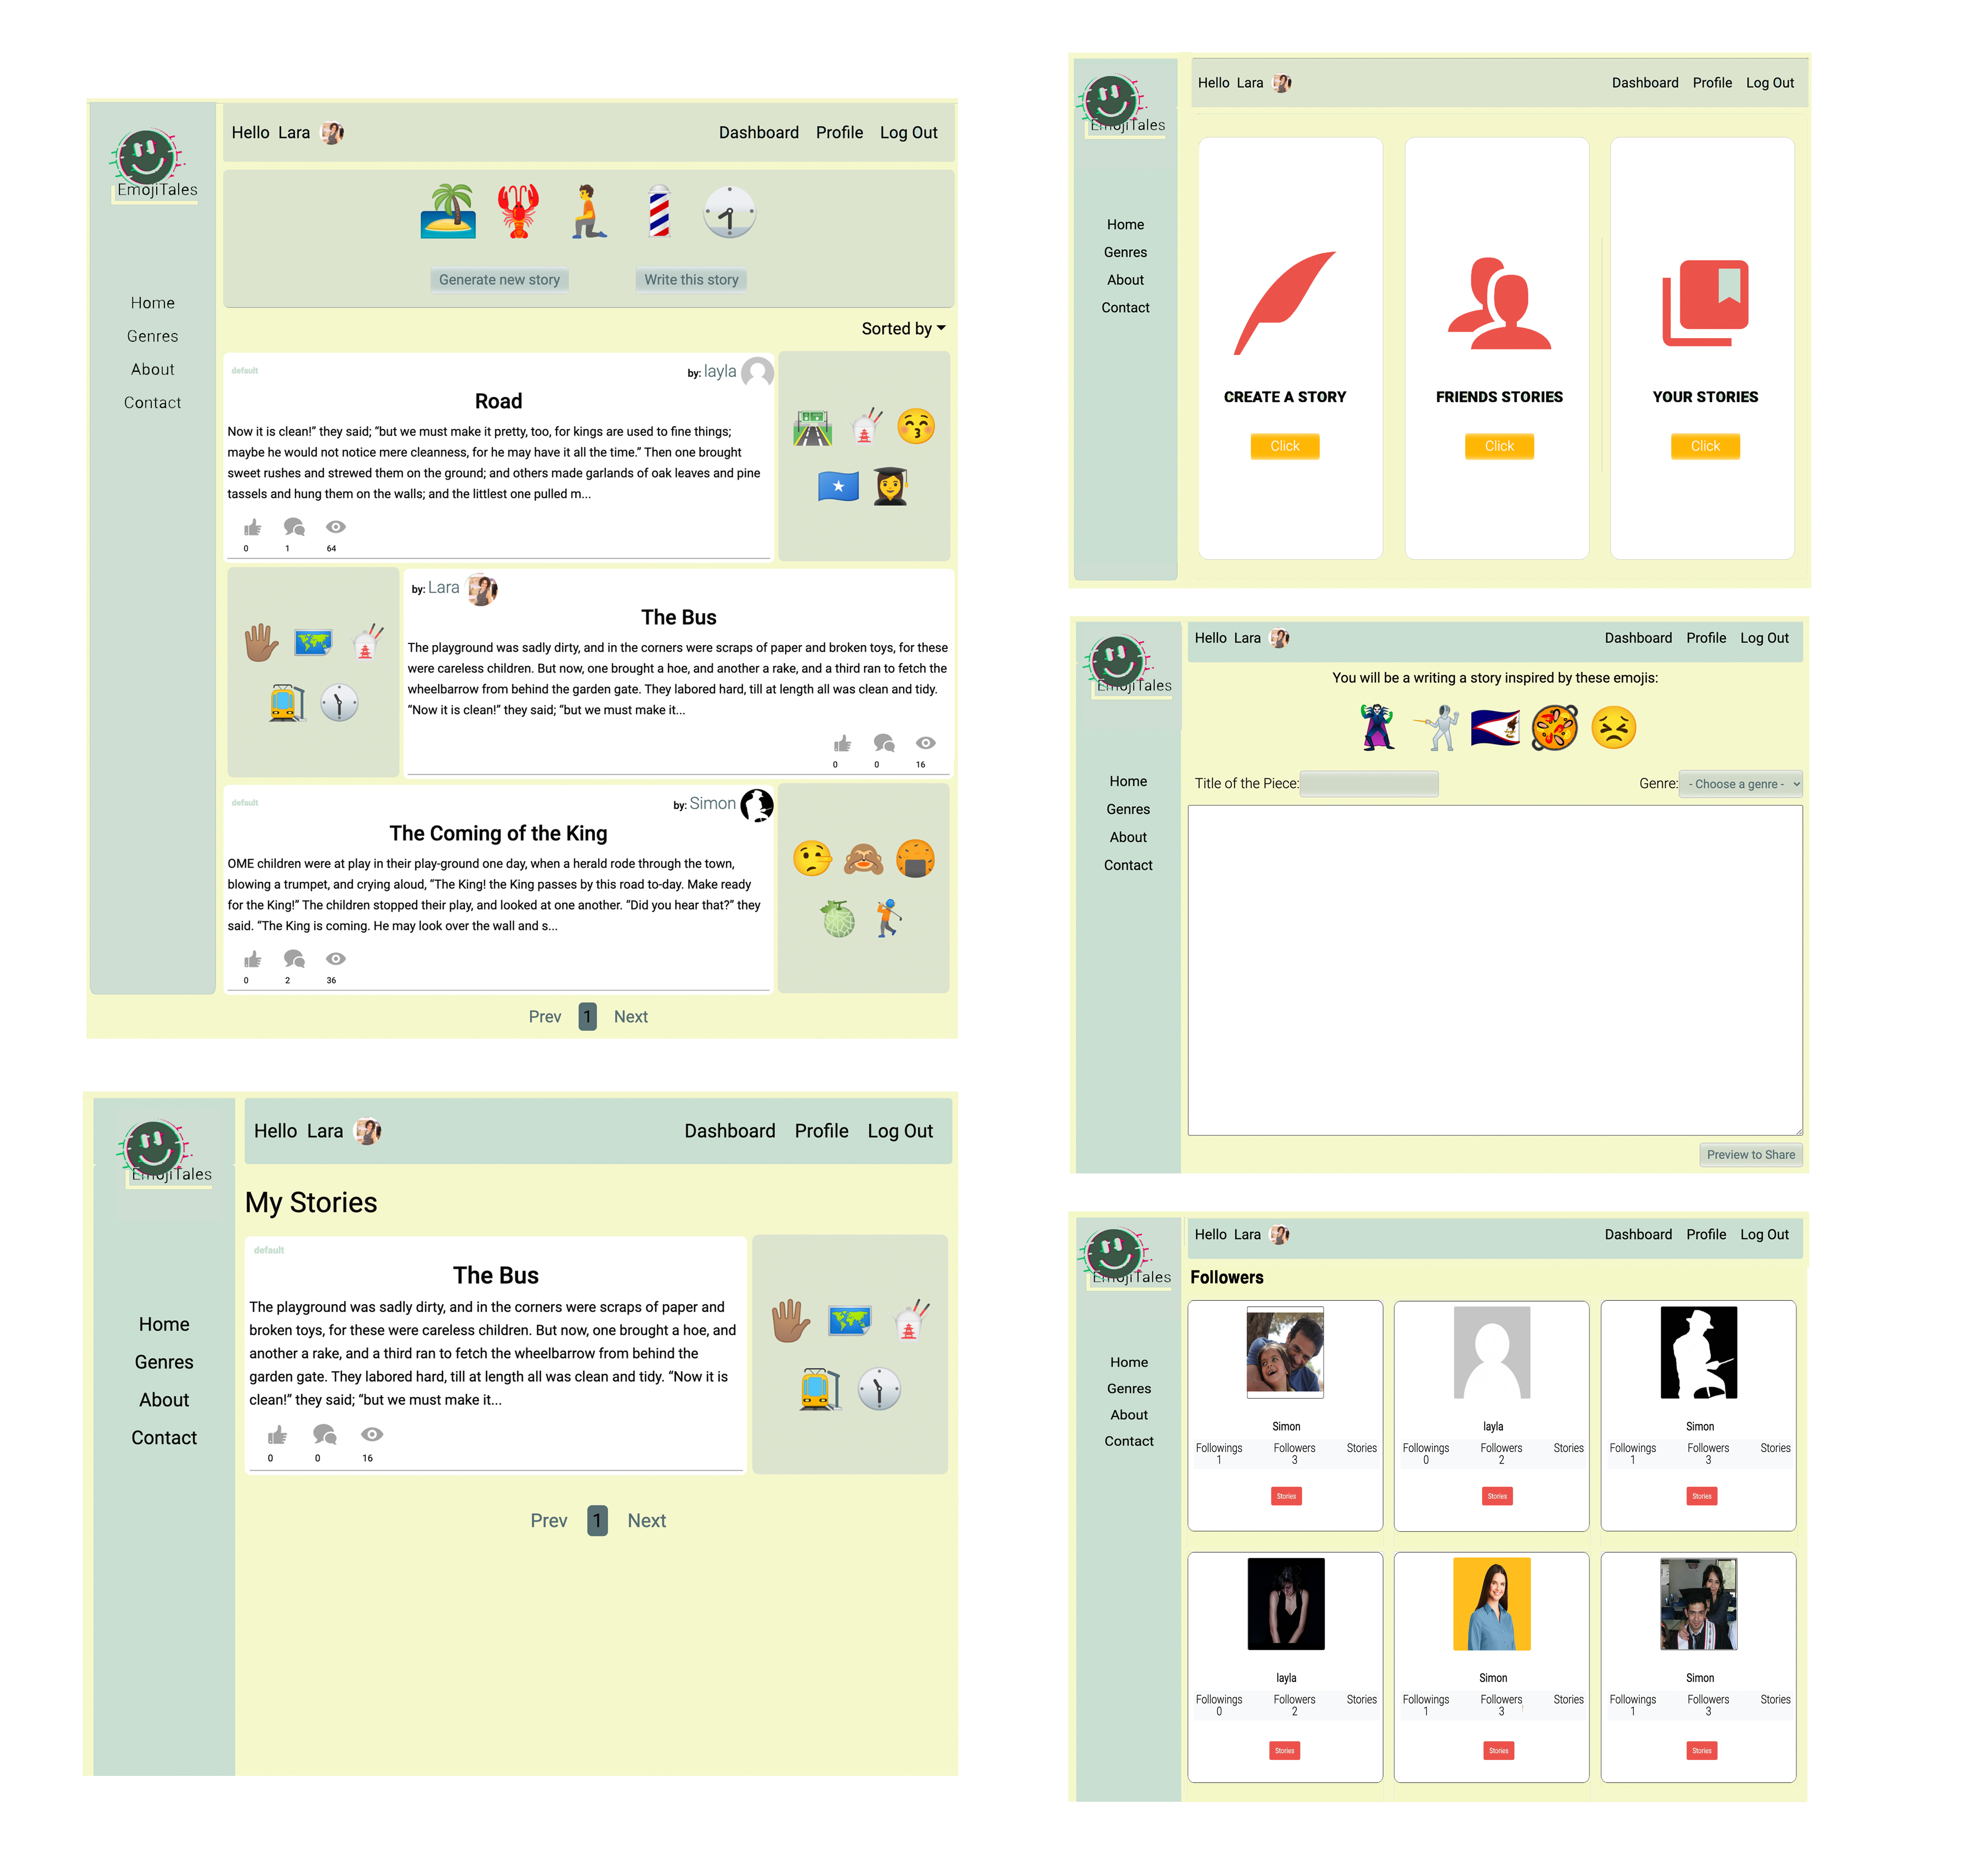 EmojiTales
Hello Lara
Dashboard Profile Log Out
Home
Genres
About
Contact
Generate new story Write this story
Sorted by
default
by: layla
Road
Now it is clean!” they said; “but we must make it pretty, too, for kings are used to fine things;
maybe he would not notice mere cleanness, for he may have it all the time.” Then one brought
sweet rushes and strewed them on the ground; and others made garlands of oak leaves and pine
tassels and hung them on the walls; and the littlest one pulled m...
0 1 64
by: Lara
The Bus
The playground was sadly dirty, and in the corners were scraps of paper and broken toys, for these
were careless children. But now, one brought a hoe, and another a rake, and a third ran to fetch the
wheelbarrow from behind the garden gate. They labored hard, till at length all was clean and tidy.
“Now it is clean!” they said; “but we must make it...
0 0 16
default
by: Simon
The Coming of the King
OME children were at play in their play-ground one day, when a herald rode through the town,
blowing a trumpet, and crying aloud, “The King! the King passes by this road to-day. Make ready
for the King!” The children stopped their play, and looked at one another. “Did you hear that?” they
said. “The King is coming. He may look over the wall and s...
0 2 36
Prev 1 Next
EmojiTales
Hello Lara
Dashboard Profile Log Out
Home
Genres
About
Contact
My Stories
default
The Bus
The playground was sadly dirty, and in the corners were scraps of paper and
broken toys, for these were careless children. But now, one brought a hoe, and
another a rake, and a third ran to fetch the wheelbarrow from behind the
garden gate. They labored hard, till at length all was clean and tidy. “Now it is
clean!” they said; “but we must make it...
0 0 16
Prev 1 Next
EmojiTales
Hello Lara
Dashboard Profile Log Out
Home
Genres
About
Contact
CREATE A STORY
Click
FRIENDS STORIES
Click
YOUR STORIES
Click
EmojiTales
Hello Lara
Dashboard Profile Log Out
Home
Genres
About
Contact
You will be a writing a story inspired by these emojis:
Title of the Piece:
Genre: - Choose a genre -
Preview to Share
EmojiTales
Hello Lara
Dashboard Profile Log Out
Home
Genres
About
Contact
Followers
Simon
Followings Followers Stories
1 3
Stories
layla
Followings Followers Stories
0 2
Stories
Simon
Followings Followers Stories
1 3
Stories
layla
Followings Followers Stories
0 2
Stories
Simon
Followings Followers Stories
1 3
Stories
Simon
Followings Followers Stories
1 3
Stories